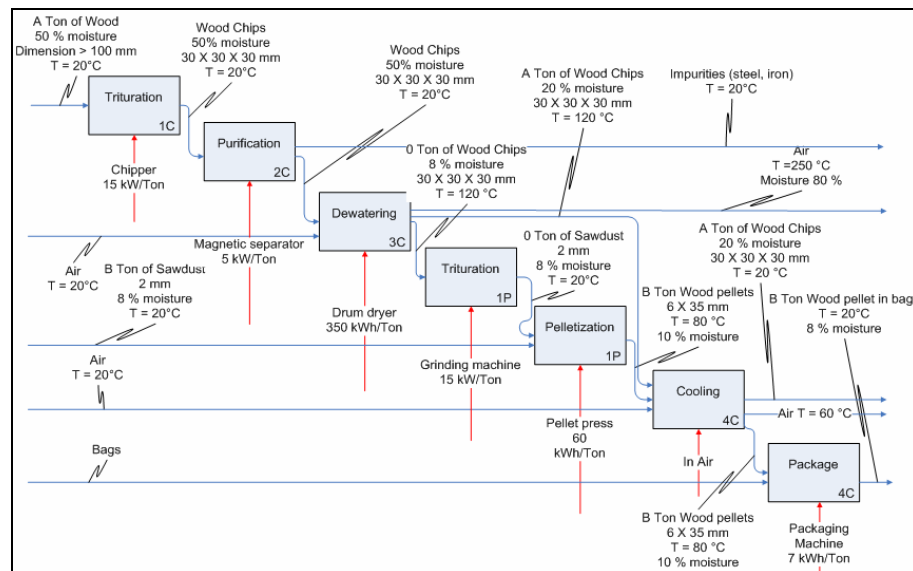 A Ton of Wood
50 % moisture
Dimension > 100 mm
T = 20°C
Wood Chips
50% moisture
30 X 30 X 30 mm
T = 20°C
Wood Chips
50% moisture
30 X 30 X 30 mm
T = 20°C
A Ton of Wood Chips
20 % moisture
30 X 30 X 30 mm
T = 120 °C
Impurities (steel, iron)
T = 20°C
Trituration
1C
Purification
2C
Chipper
15 kW/Ton
0 Ton of Wood Chips
8 % moisture
30 X 30 X 30 mm
T = 120 °C
Air
T =250 °C
Moisture 80 %
Dewatering
3C
Magnetic separator
5 kW/Ton
Air
T = 20°C
B Ton of Sawdust
2 mm
8 % moisture
T = 20°C
0 Ton of Sawdust
2 mm
8 % moisture
T = 20°C
A Ton of Wood Chips
20 % moisture
30 X 30 X 30 mm
T = 20 °C
Trituration
1P
B Ton Wood pellets
6 X 35 mm
T = 80 °C
10 % moisture
B Ton Wood pellet in bag
T = 20°C
8 % moisture
Drum dryer
350 kWh/Ton
Pelletization
1P
Air
T = 20°C
Grinding machine
15 kW/Ton
Cooling
4C
Air T = 60 °C
Pellet press
60
kWh/Ton
Bags
In Air
Package
4C
B Ton Wood pellets
6 X 35 mm
T = 80 °C
10 % moisture
Packaging
Machine
7 kWh/Ton